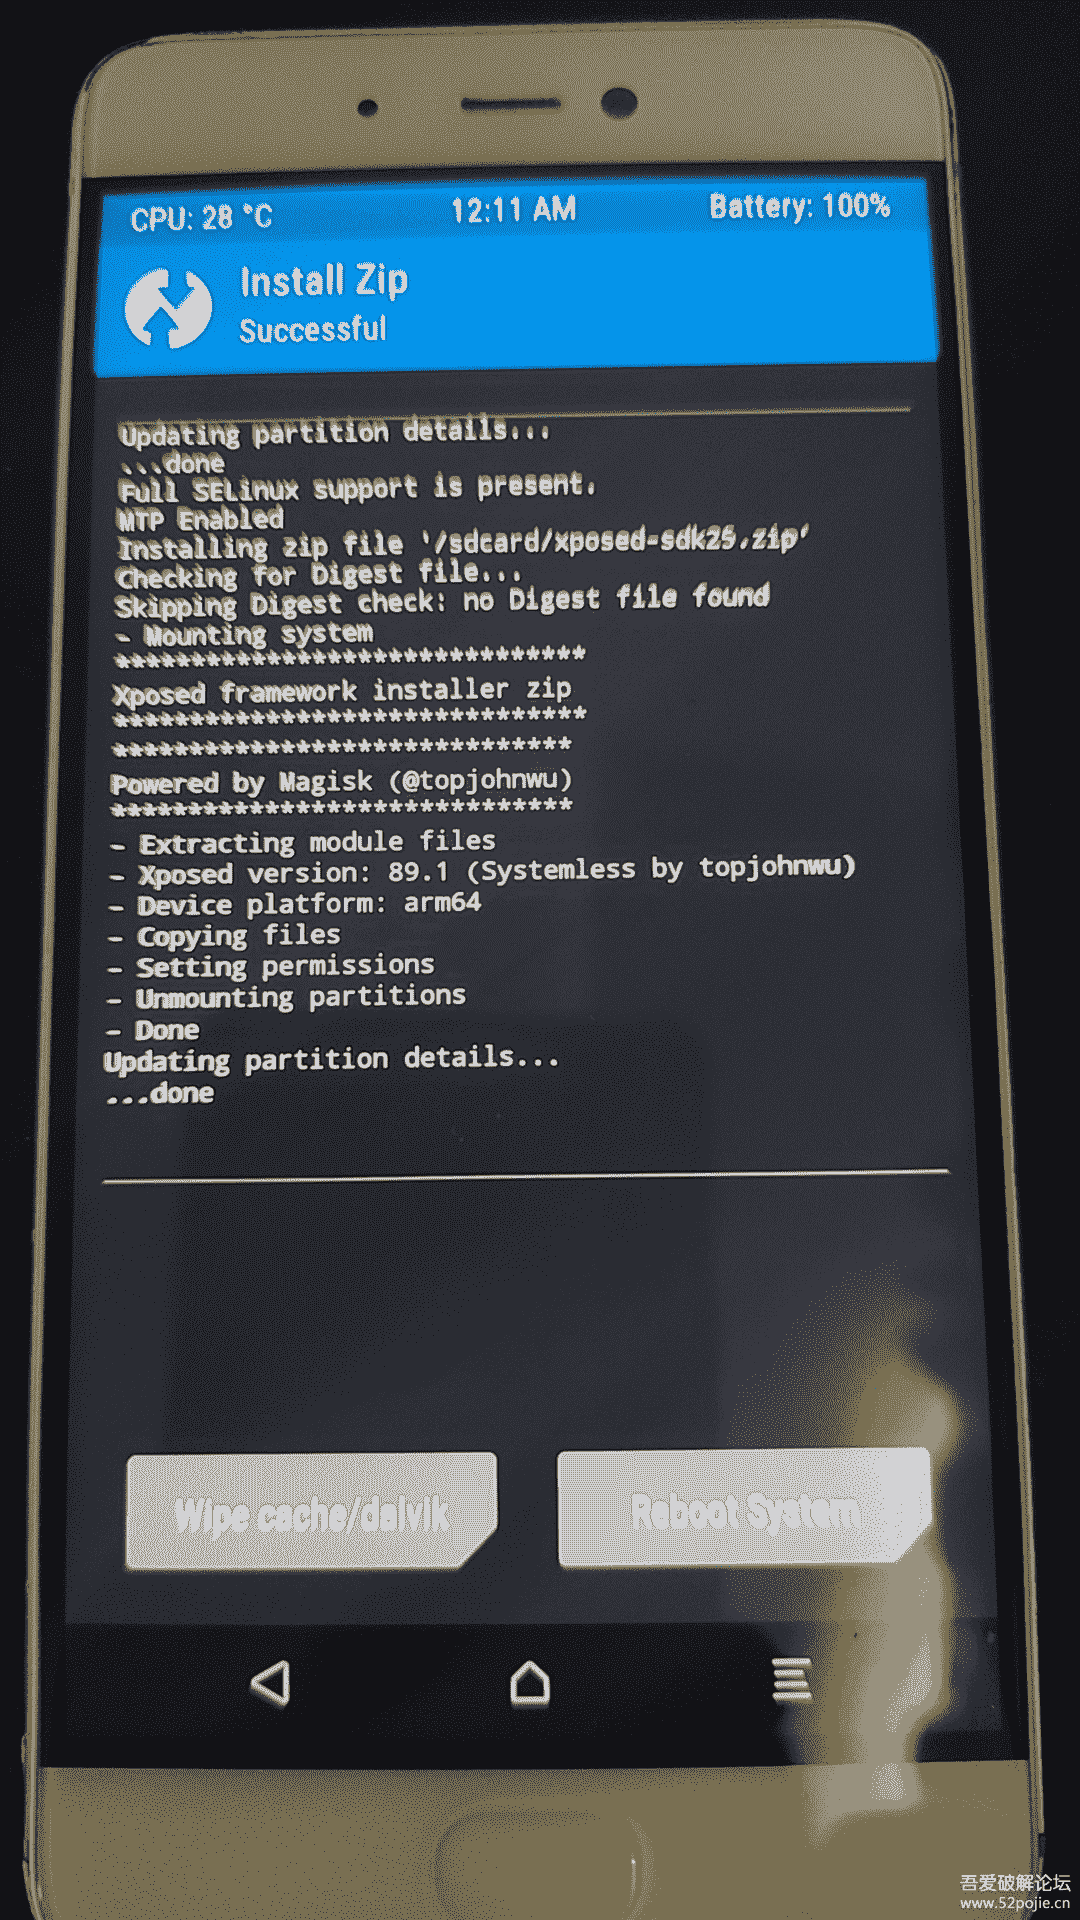 CPU: 28 °C 12:11 AM Battery: 100%
Install Zip
Successful
Updating partition details...
...done
Full SELinux support is present.
MTP Enabled
Installing zip file '/sdcard/xposed-sdk25.zip'
Checking for Digest file...
Skipping Digest check: no Digest file found
- Mounting system
******************************
Xposed framework installer zip
******************************
******************************
Powered by Magisk (@topjohnwu)
******************************
- Extracting module files
- Xposed version: 89.1 (Systemless by topjohnwu)
- Device platform: arm64
- Copying files
- Setting permissions
- Unmounting partitions
- Done
Updating partition details...
...done
Wipe cache/dalvik Reboot System
吾爱破解论坛
www.52pojie.cn